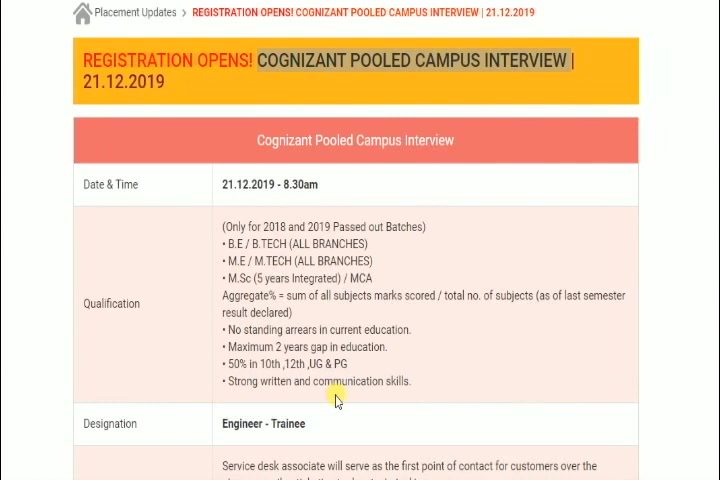 Placement Updates > REGISTRATION OPENS! COGNIZANT POOLED CAMPUS INTERVIEW | 21.12.2019
REGISTRATION OPENS! COGNIZANT POOLED CAMPUS INTERVIEW |
21.12.2019
Cognizant Pooled Campus Interview
Date & Time
21.12.2019 - 8.30am
(Only for 2018 and 2019 Passed out Batches)
• B.E / B.TECH (ALL BRANCHES)
• M.E / M.TECH (ALL BRANCHES)
• M.Sc (5 years Integrated) / MCA
Aggregate% = sum of all subjects marks scored / total no. of subjects (as of last semester
Qualification
result declared)
• No standing arrears in current education.
• Maximum 2 years gap in education.
• 50% in 10th ,12th ,UG & PG
• Strong written and communication skills.
Designation
Engineer - Trainee
Service desk associate will serve as the first point of contact for customers over the